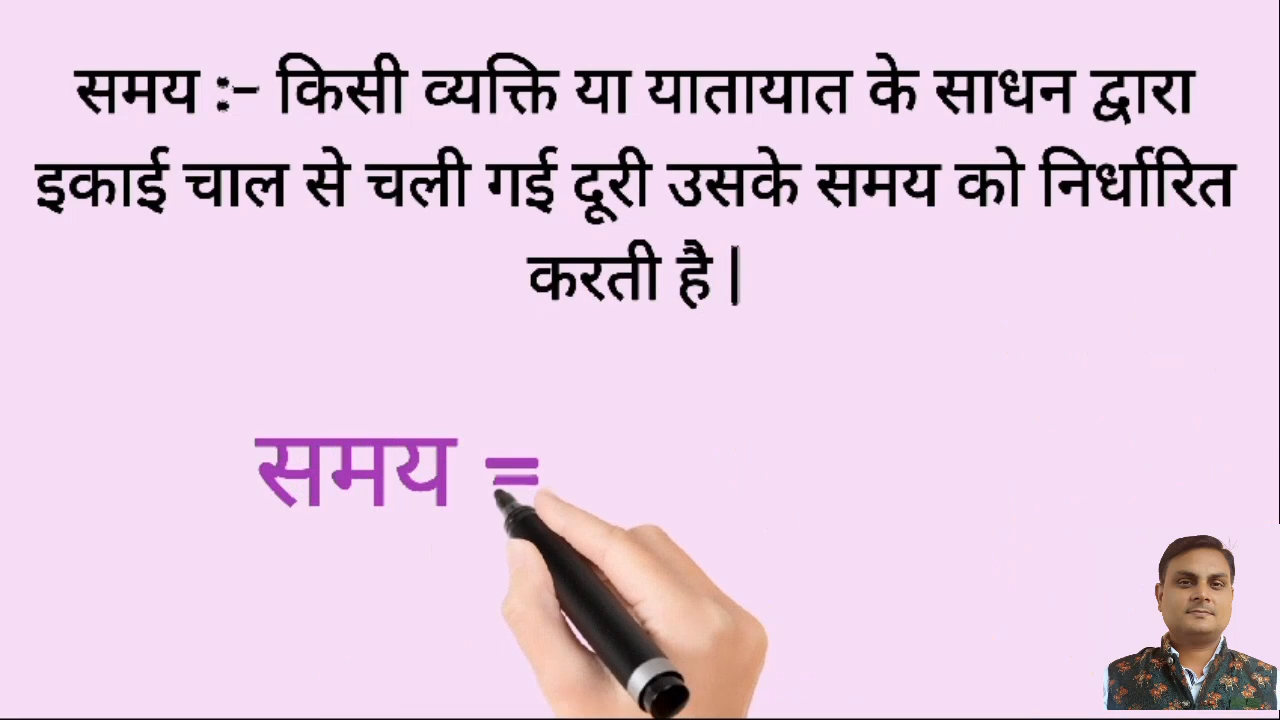 समय :- किसी व्यक्ति या यातायात के साधन द्वारा
इकाई चाल से चली गई दूरी उसके समय को निर्धारित
करती है |
समय =